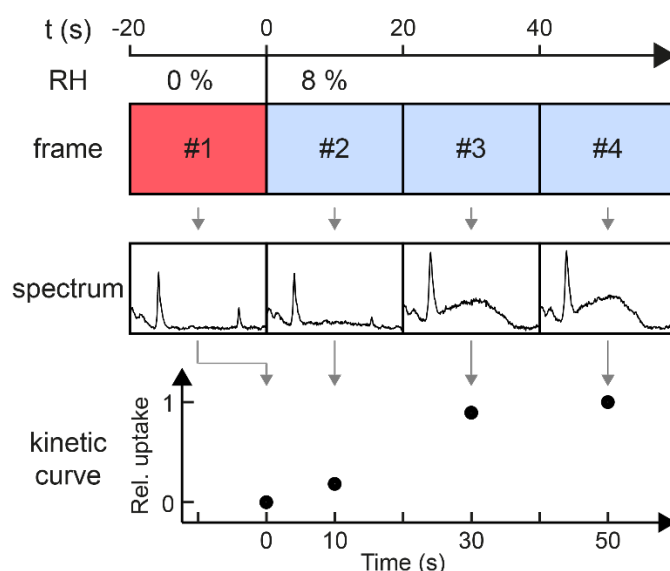 t (s) -20 0 20 40
RH 0 % 8 %
frame #1 #2 #3 #4
spectrum
kinetic
curve
Rel. uptake
1
0
0 10 30 50
Time (s)